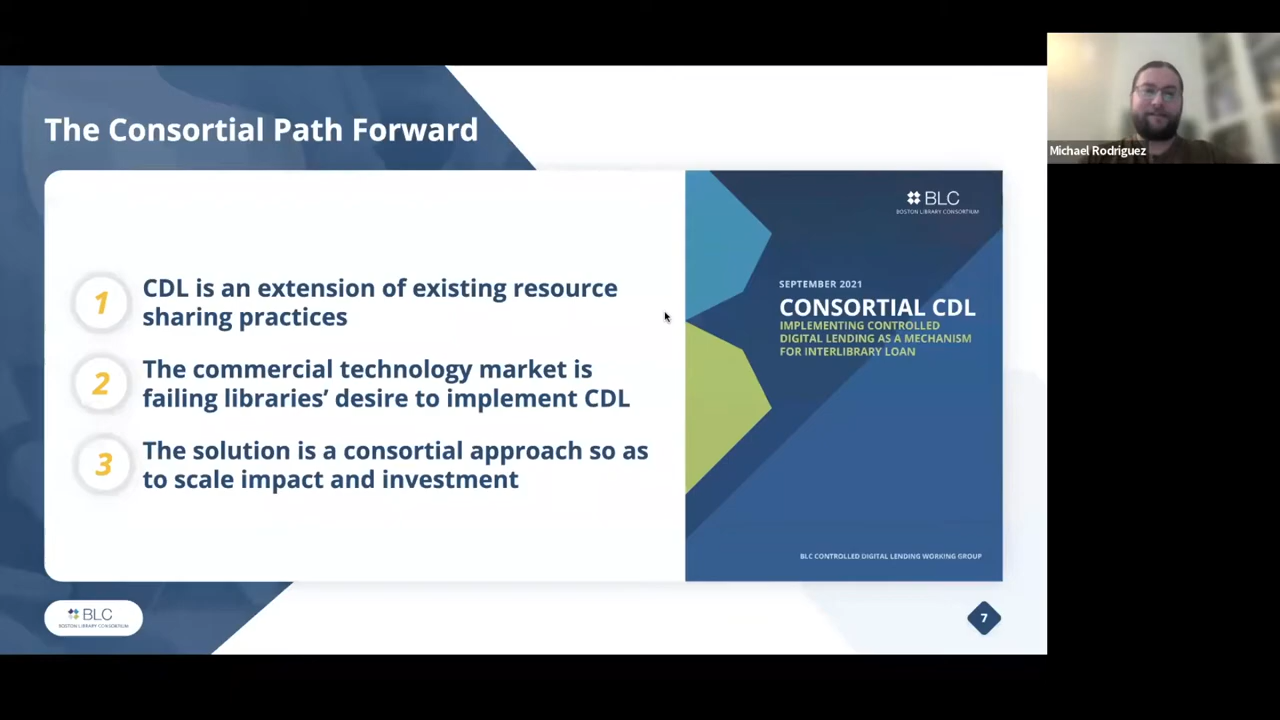 The Consortial Path Forward
1
CDL is an extension of existing resource
sharing practices
2
The commercial technology market is
failing libraries’ desire to implement CDL
3
The solution is a consortial approach so as
to scale impact and investment
BLC
BOSTON LIBRARY CONSORTIUM
SEPTEMBER 2021
CONSORTIAL CDL
IMPLEMENTING CONTROLLED
DIGITAL LENDING AS A MECHANISM
FOR INTERLIBRARY LOAN
BLC CONTROLLED DIGITAL LENDING WORKING GROUP
BLC
BOSTON LIBRARY CONSORTIUM
7
Michael Rodriguez